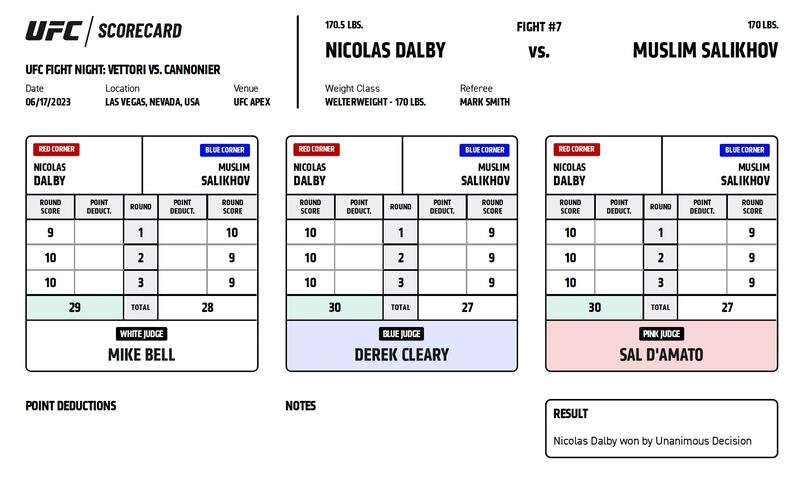 UFC SCORECARD
UFC FIGHT NIGHT: VETTORI VS. CANNONIER
Date Location Venue
06/17/2023 LAS VEGAS, NEVADA, USA UFC APEX
170.5 LBS. FIGHT #7 170 LBS.
NICOLAS DALBY VS. MUSLIM SALIKHOV
Weight Class Referee
WELTERWEIGHT - 170 LBS. MARK SMITH
RED CORNER BLUE CORNER
NICOLAS MUSLIM
DALBY SALIKHOV
ROUND SCORE POINT DEDUCT. ROUND POINT DEDUCT. ROUND SCORE
9 1 10
10 2 9
10 3 9
29 TOTAL 28
WHITE JUDGE
MIKE BELL
RED CORNER BLUE CORNER
NICOLAS MUSLIM
DALBY SALIKHOV
ROUND SCORE POINT DEDUCT. ROUND POINT DEDUCT. ROUND SCORE
10 1 9
10 2 9
10 3 9
30 TOTAL 27
BLUE JUDGE
DEREK CLEARY
RED CORNER BLUE CORNER
NICOLAS MUSLIM
DALBY SALIKHOV
ROUND SCORE POINT DEDUCT. ROUND POINT DEDUCT. ROUND SCORE
10 1 9
10 2 9
10 3 9
30 TOTAL 27
PINK JUDGE
SAL D'AMATO
POINT DEDUCTIONS
NOTES
RESULT
Nicolas Dalby won by Unanimous Decision